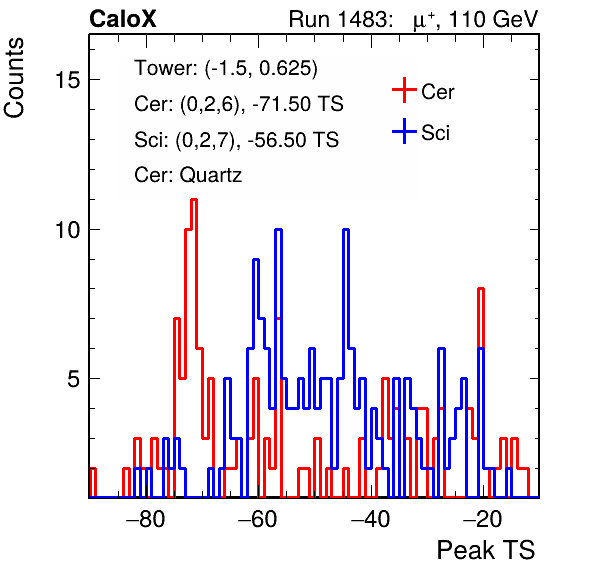 CaloX Run 1483: μ⁺, 110 GeV
Counts
Tower: (-1.5, 0.625)
Cer: (0,2,6), -71.50 TS
Sci: (0,2,7), -56.50 TS
Cer: Quartz
Cer
Sci
15
10
5
−80 −60 −40 −20
Peak TS